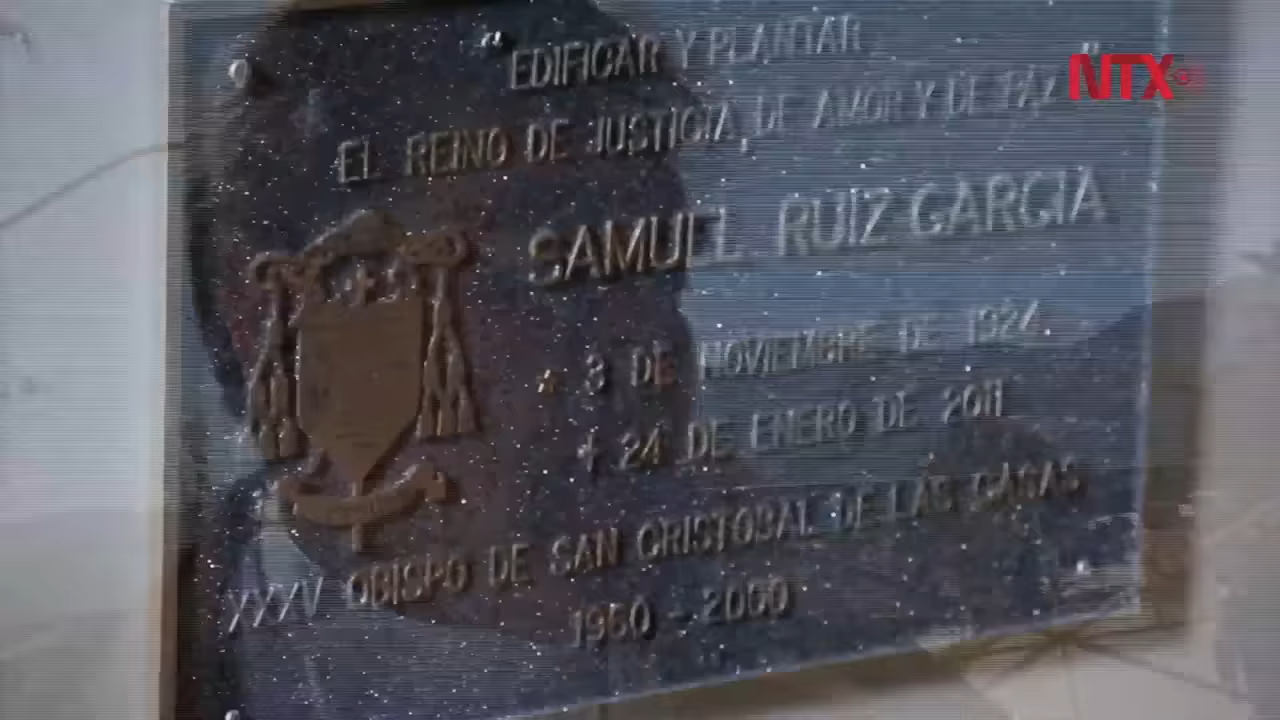 " EDIFICAR Y PLANTAR
EL REINO DE JUSTICIA, DE AMOR Y DE PAZ "
SAMUEL RUIZ GARCIA
* 3 DE NOVIEMBRE DE 1924
+ 24 DE ENERO DE 2011
XXXV OBISPO DE SAN CRISTOBAL DE LAS CASAS
1960 - 2000
NTX